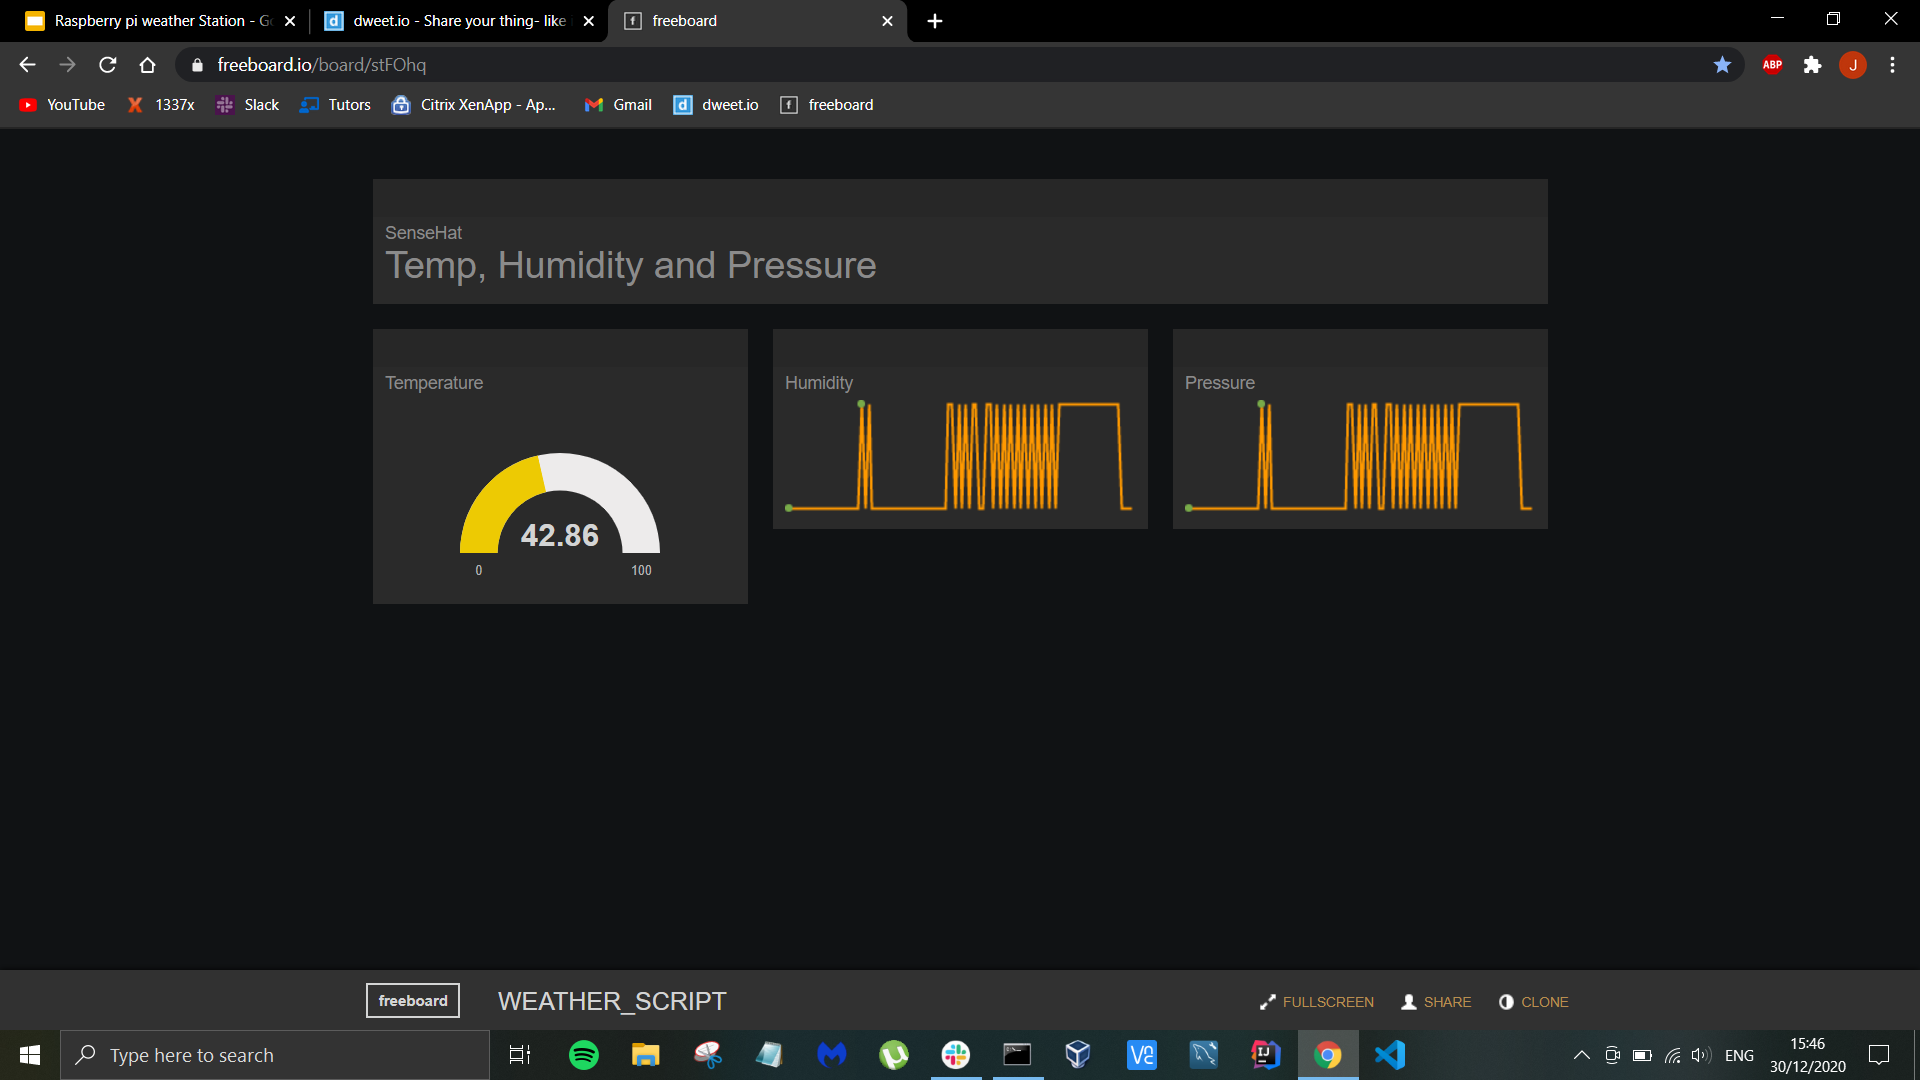 Raspberry pi weather Station - Go
dweet.io - Share your thing- like
freeboard
freeboard.io/board/stFOhq
ABP
J
YouTube
1337x
Slack
Tutors
Citrix XenApp - Ap...
Gmail
dweet.io
freeboard
SenseHat
Temp, Humidity and Pressure
Temperature
42.86
0
100
Humidity
Pressure
freeboard
WEATHER_SCRIPT
FULLSCREEN
SHARE
CLONE
Type here to search
ENG
15:46
30/12/2020